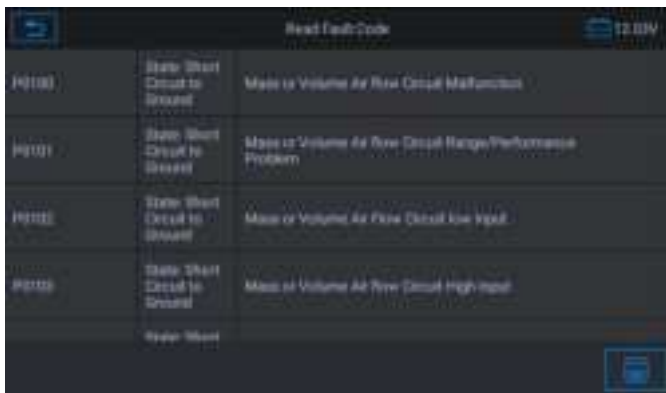 Read Fault Code
12.03V
P0100
State: Short
Circuit to
Ground
Mass or Volume Air flow Circuit Malfunction
P0101
State: Short
Circuit to
Ground
Mass or Volume Air flow Circuit Range/Performance
Problem
P0102
State: Short
Circuit to
Ground
Mass or Volume Air Flow Circuit low Input
P0103
State: Short
Circuit to
Ground
Mass or Volume Air flow Circuit High Input
State: Short